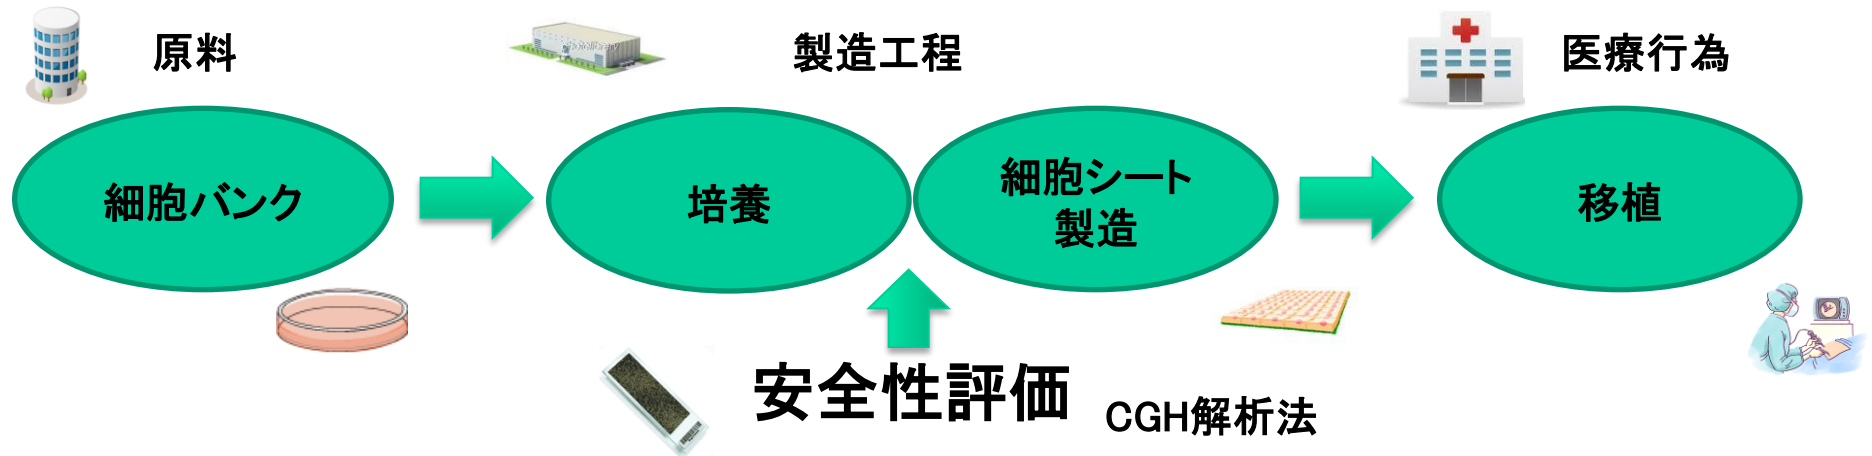 原料
製造工程
医療行為
細胞バンク
培養
細胞シート
製造
移植
安全性評価
CGH解析法